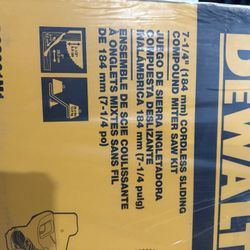 DEWALT
7-1/4" (184 mm) CORDLESS SLIDING
COMPOUND MITER SAW KIT
JUEGO DE SIERRA INGLETADORA
COMPUESTA DESLIZANTE
INALÁMBRICA 184 mm (7-1/4 pulg)
ENSEMBLE DE SCIE COULISSANTE
À ONGLETS MIXTES SANS FIL
DE 184 mm (7-1/4 po)